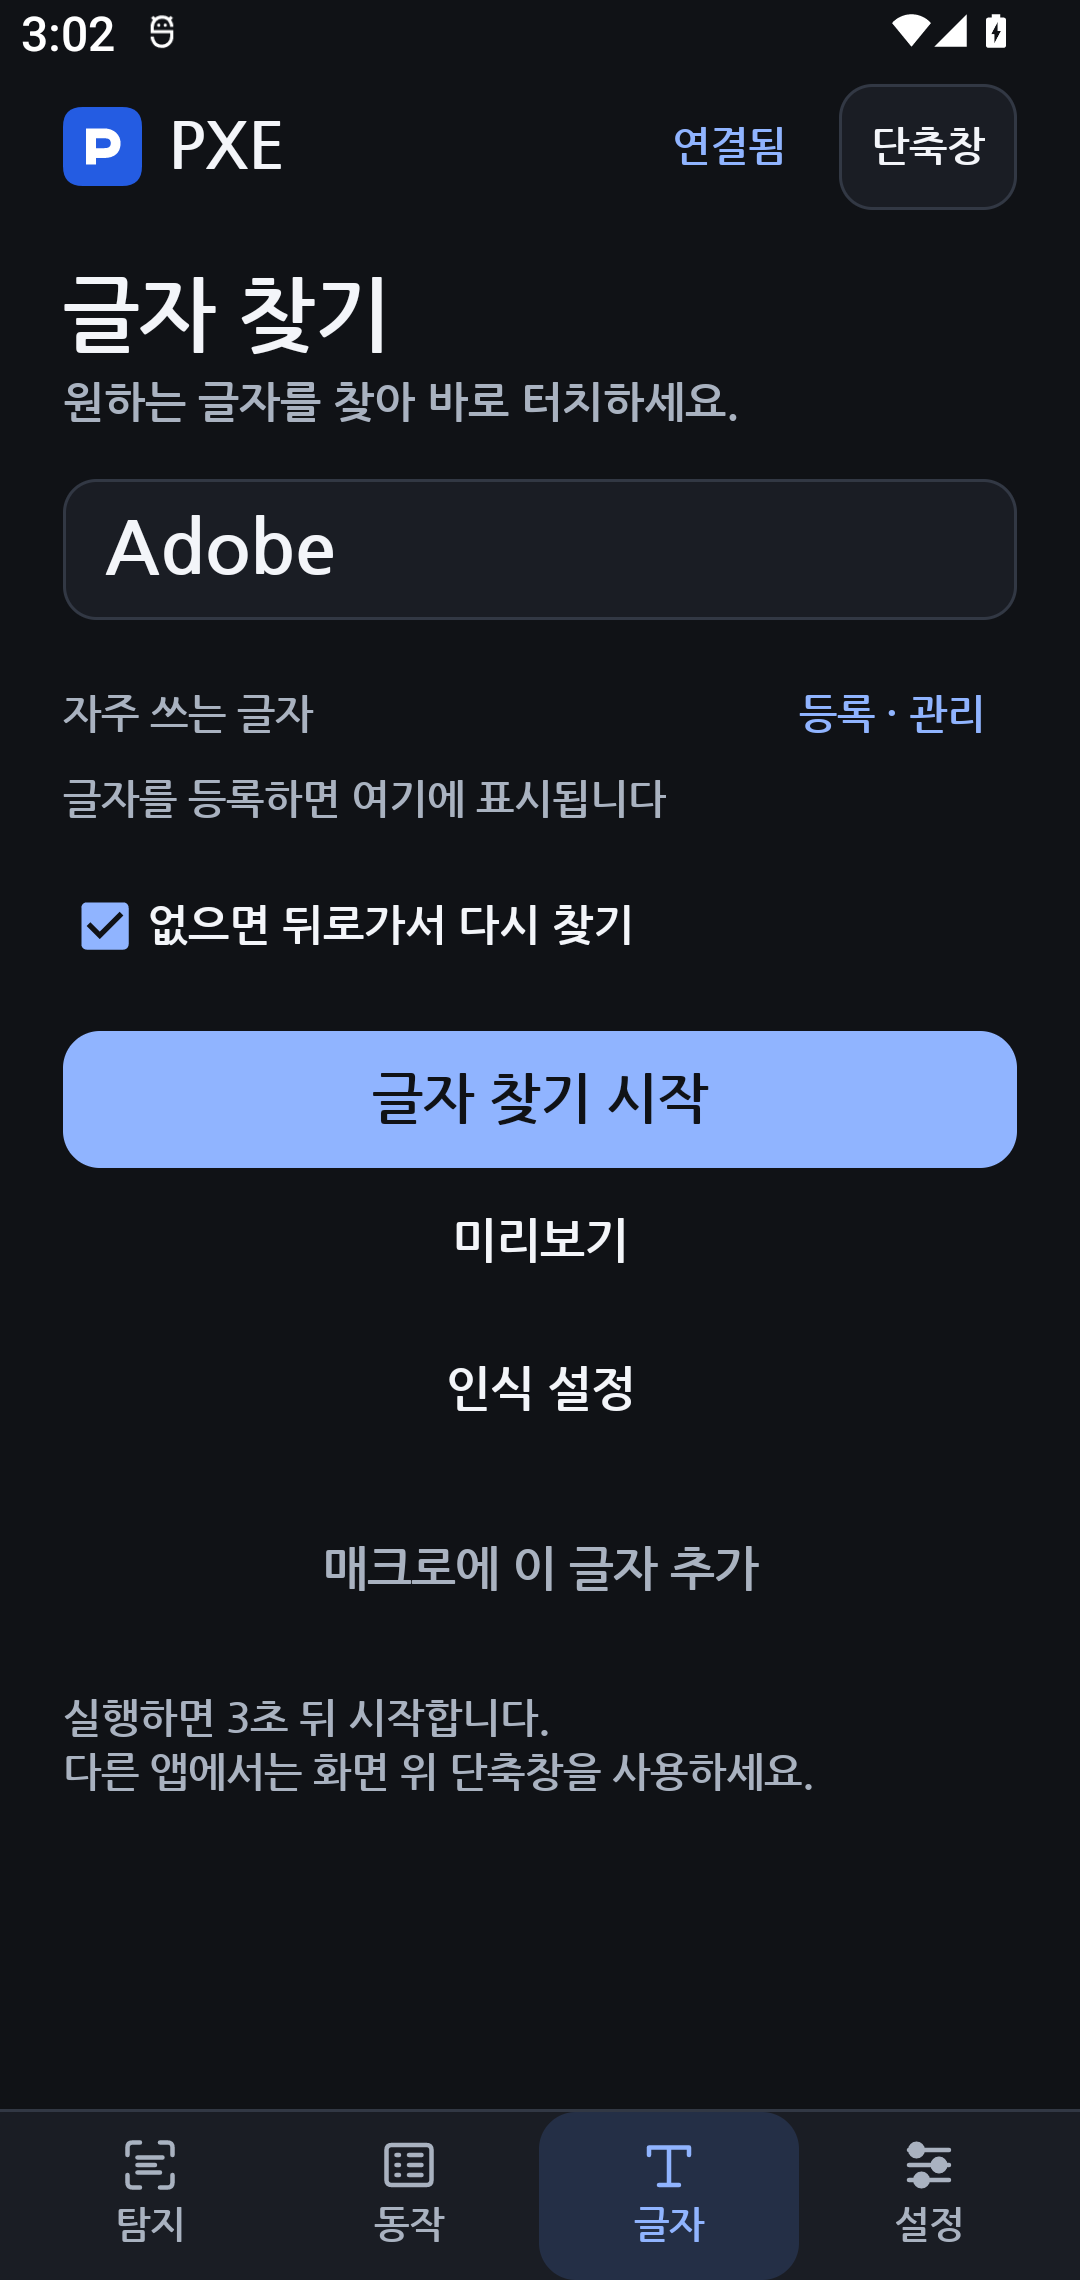 3:02
PXE
연결됨
단축창
글자 찾기
원하는 글자를 찾아 바로 터치하세요.
Adobe
자주 쓰는 글자
등록 · 관리
글자를 등록하면 여기에 표시됩니다
없으면 뒤로가서 다시 찾기
글자 찾기 시작
미리보기
인식 설정
매크로에 이 글자 추가
실행하면 3초 뒤 시작합니다.
다른 앱에서는 화면 위 단축창을 사용하세요.
탐지
동작
글자
설정